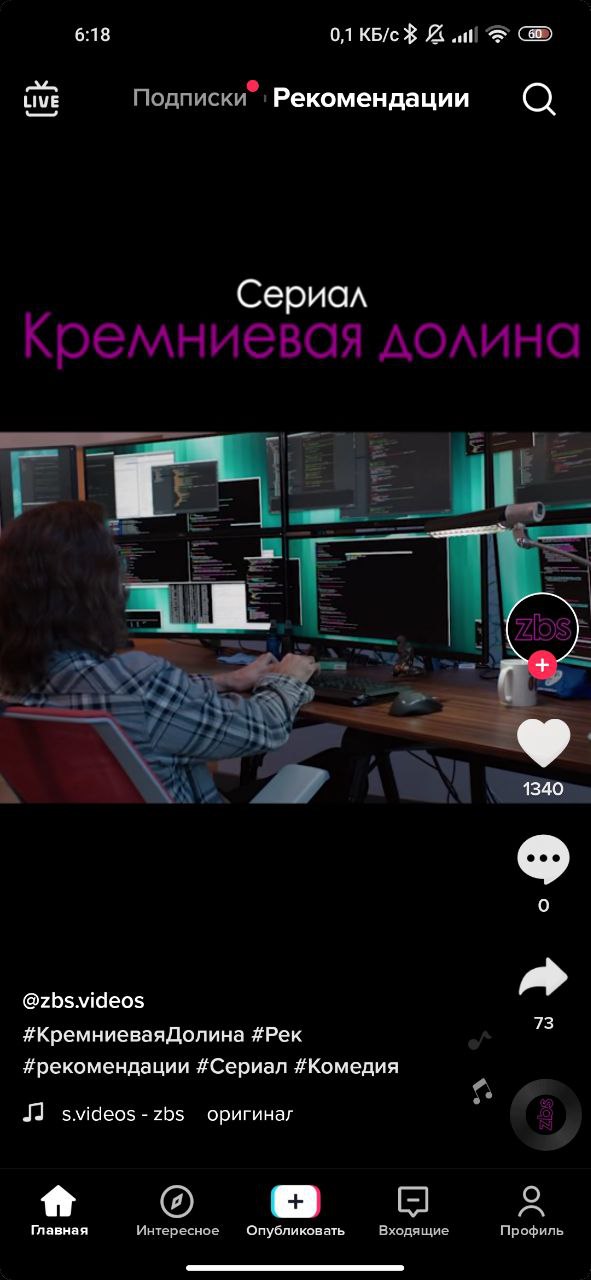 6:18 0,1 КБ/с 60
LIVE Подписки Рекомендации
Сериал
Кремниевая долина
zbs
1340
0
73
@zbs.videos
#КремниеваяДолина #Рек
#рекомендации #Сериал #Комедия
s.videos - zbs оригинал
zbs
Главная Интересное Опубликовать Входящие Профиль